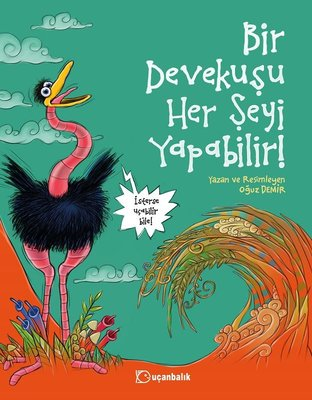 Bir
Devekuşu
Her Şeyi
Yapabilir!
Yazan ve Resimleyen
Oğuz DEMİR
İsterse
uçabilir
bile!
uçanbalık